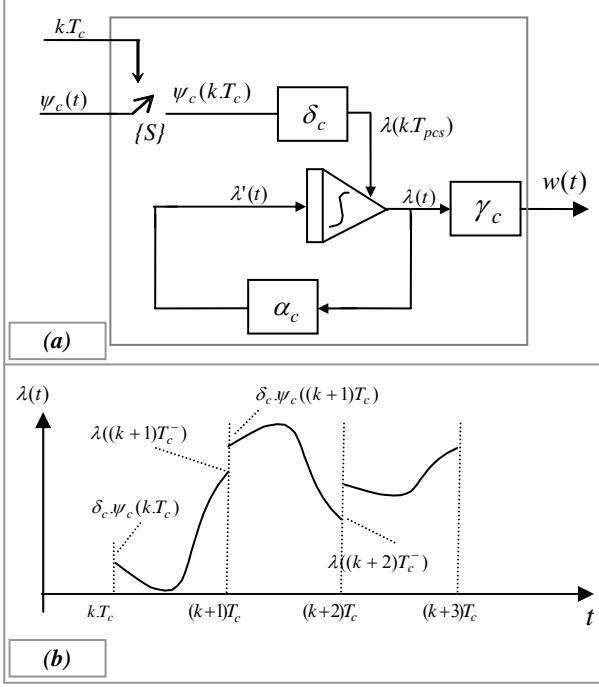 k.T_c
ψ_c(t)
{S}
ψ_c(k.T_c)
δ_c
λ(k.T_pcs)
λ'(t)
∫
λ(t)
γ_c
w(t)
α_c
(a)
λ(t)
δ_c.ψ_c((k+1)T_c)
λ((k+1)T_c^-)
δ_c.ψ_c(k.T_c)
λ((k+2)T_c^-)
k.T_c
(k+1)T_c
(k+2)T_c
(k+3)T_c
t
(b)